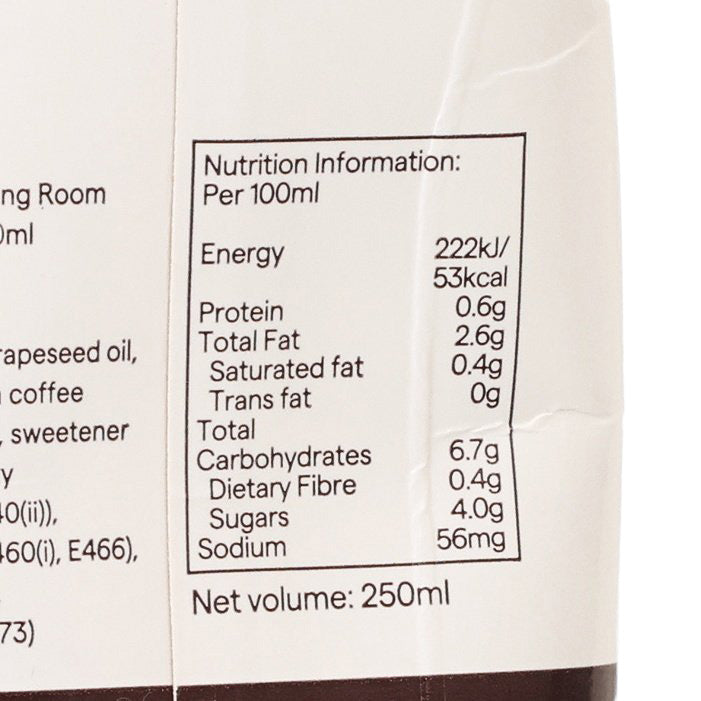 ng Room
0ml
rapeseed oil,
coffee
, sweetener
y
40(ii)),
460(i), E466),
73)
Nutrition Information:
Per 100ml
Energy 222kJ/
53kcal
Protein 0.6g
Total Fat 2.6g
Saturated fat 0.4g
Trans fat 0g
Total
Carbohydrates 6.7g
Dietary Fibre 0.4g
Sugars 4.0g
Sodium 56mg
Net volume: 250ml